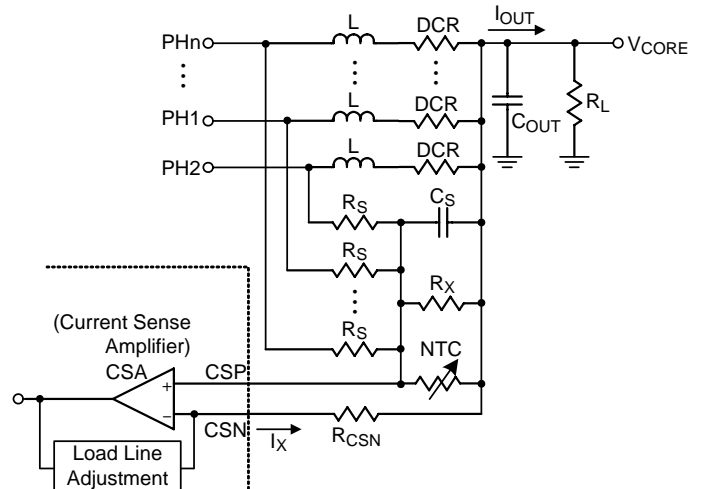 PHn
L
DCR
IOUT
VCORE
L
DCR
COUT
RL
PH1
L
DCR
PH2
RS
CS
RS
RX
RS
NTC
(Current Sense
Amplifier)
CSA
CSP
+
−
CSN
IX
RCSN
Load Line
Adjustment